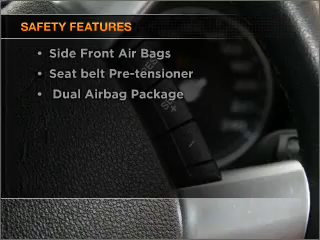 SAFETY FEATURES
• Side Front Air Bags
• Seat belt Pre-tensioner
• Dual Airbag Package